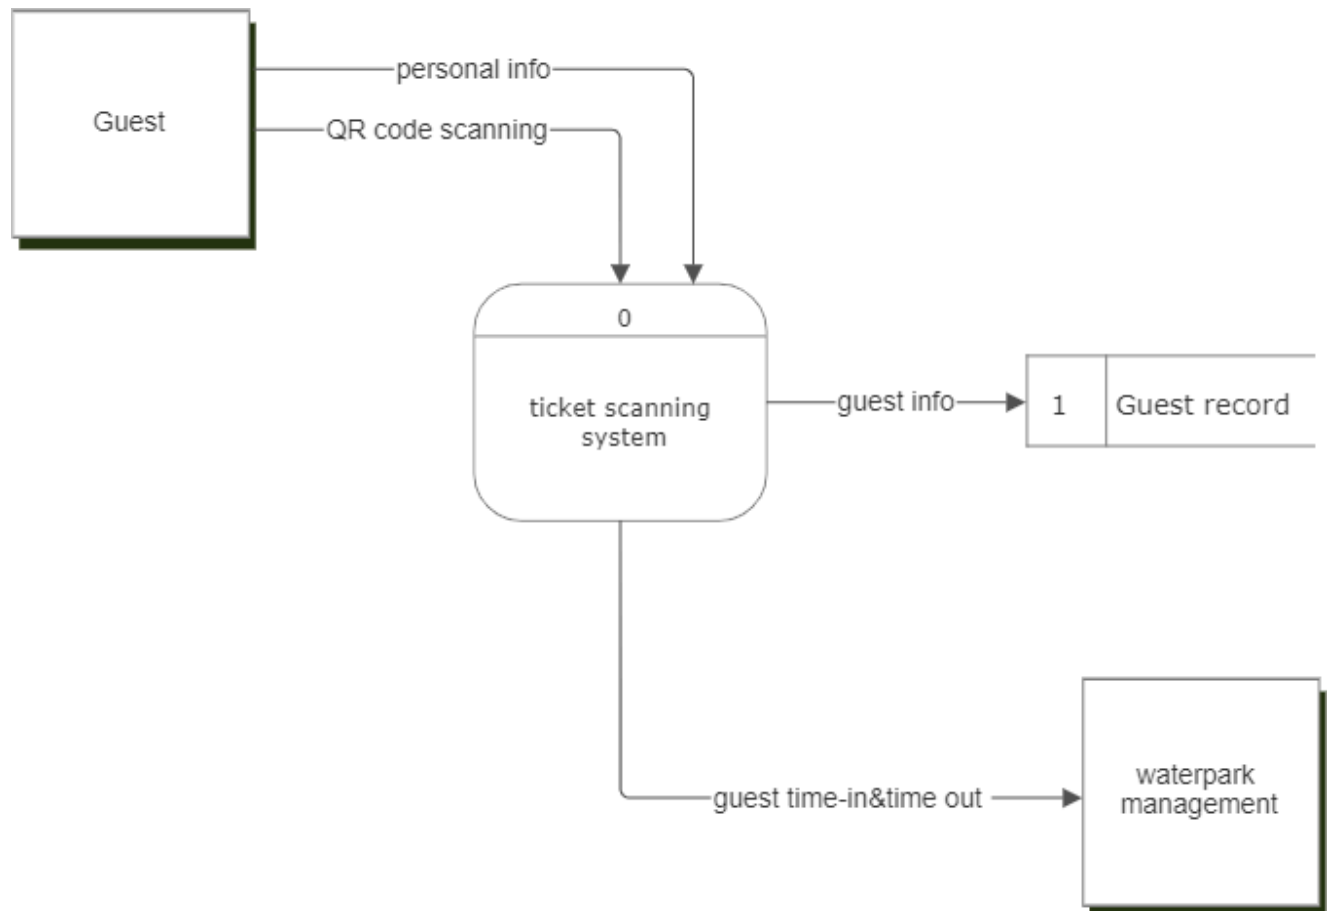 personal info
Guest
QR code scanning
0
ticket scanning
system
guest info
1
Guest record
waterpark
management
guest time-in&time out